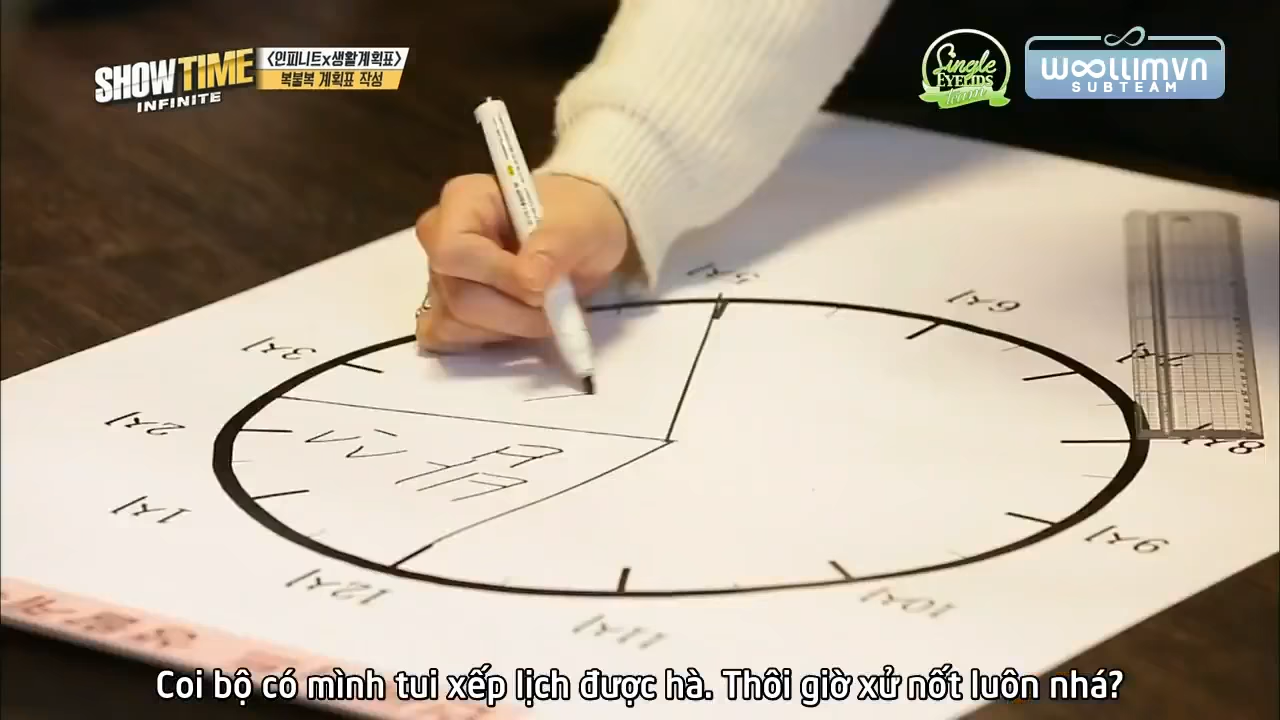 SHOWTIME
INFINITE
<인피니트x생활계획표>
복불복 계획표 작성
Single
EYELIDS
team
WOOLLIMVN
SUBTEAM
5시
6시
3시
2시
8시
1시
9시
12시
10시
11시
Coi bộ có mình tui xếp lịch được hà. Thôi giờ xử nốt luôn nhá?